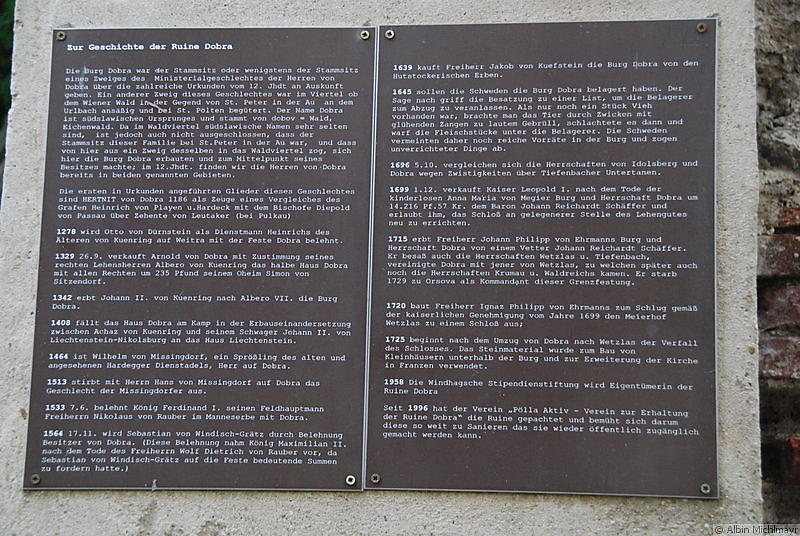 Zur Geschichte der Ruine Dobra
Die Burg Dobra war der Stammsitz oder wenigstens der Stammsitz
eines Zweiges des Ministerialgeschlechtes der Herren von
Dobra über die zahlreiche Urkunden vom 12. Jhdt an Auskunft
geben. Ein anderer Zweig dieses Geschlechtes war im Viertel ob
dem Wiener Wald in der Gegend von St. Peter in der Au an dem
Urlbach ansäßig und bei St. Pölten begütert. Der Name Dobra
ist südslawischen Ursprunges und stammt von dobov = Wald,
Eichenwald. Da im Waldviertel südslawische Namen sehr selten
sind, ist jedoch auch nicht ausgeschlossen, dass der
Stammsitz dieser Familie bei St.Peter in der Au war, und dass
von hier aus ein Zweig desselben in das Waldviertel zog, sich
hier die Burg Dobra erbauten und zum Mittelpunkt seines
Besitzes machte; im 12.Jhdt. finden wir die Herren von Dobra
bereits in beiden genannten Gebieten.
Die ersten in Urkunden angeführten Glieder dieses Geschlechtes
sind HERTNIT von Dobra 1186 als Zeuge eines Vergleiches des
Grafen Heinrich von Playen u.Hardeck mit dem Bischofe Diepold
von Passau über Zehente von Leutaker (bei Pulkau)
1278 wird Otto von Dürnstein als Dienstmann Heinrichs des
Älteren von Kuenring auf Weitra mit der Feste Dobra belehnt.
1329 26.9. verkauft Arnold von Dobra mit Zustimmung seines
rechten Lehensherren Albero von Kuenring das halbe Haus Dobra
mit allen Rechten um 235 Pfund seinem Oheim Simon von
Sitzendorf.
1342 erbt Johann II. von Kuenring nach Albero VII. die Burg
Dobra.
1408 fällt das Haus Dobra am Kamp in der Erbauseinandersetzung
zwischen Achaz von Kuenring und seinem Schwager Johann II. von
Liechtenstein-Nikolsburg an das Haus Liechtenstein.
1464 ist Wilhelm von Missingdorf, ein Sprößling des alten und
angesehenen Hardegger Dienstadels, Herr auf Dobra.
1513 stirbt mit Herrn Hans von Missingdorf auf Dobra das
Geschlecht der Missingdorfer aus.
1533 7.6. belehnt König Ferdinand I. seinen Feldhauptmann
Freiherrn Nikolaus von Rauber im Manneserbe mit Dobra.
1564 17.11. wird Sebastian von Windisch-Grätz durch Belehnung
Besitzer von Dobra. (Diese Belehnung nahm König Maximilian II.
nach dem Tode des Freiherrn Wolf Dietrich von Rauber vor, da
Sebastian von Windisch-Grätz auf die Feste bedeutende Summen
zu fordern hatte.)
1639 kauft Freiherr Jakob von Kuefstein die Burg Dobra von den
Hutstockerischen Erben.
1645 sollen die Schweden die Burg Dobra belagert haben. Der
Sage nach griff die Besatzung zu einer List, um die Belagerer
zum Abzug zu veranlassen. Als nur noch ein Stück Vieh
vorhanden war, brachte man das Tier durch Zwicken mit
glühenden Zangen zu lautem Gebrüll, schlachtete es dann und
warf die Fleischstücke unter die Belagerer. Die Schweden
vermeinten daher noch reiche Vorräte in der Burg und zogen
unverrichteter Dinge ab.
1696 5.10. vergleichen sich die Herrschaften von Idolsberg und
Dobra wegen Zwistigkeiten über Tiefenbacher Untertanen.
1699 1.12. verkauft Kaiser Leopold I. nach dem Tode der
kinderlosen Anna Maria von Megier Burg und Herrschaft Dobra um
14.216 Pf.57 Kr. dem Baron Johann Reichardt Schäffer und
erlaubt ihm, das Schloß an gelegenerer Stelle des Lehengutes
neu zu errichten.
1715 erbt Freiherr Johann Philipp von Ehrmanns Burg und
Herrschaft Dobra von einem Vetter Johann Reichardt Schäffer.
Er besaß auch die Herrschaften Wetzlas u. Tiefenbach,
vereinigte Dobra mit jener von Wetzlas, zu welchen später auch
noch die Herrschaften Krumau u. Waldreichs kamen. Er starb
1729 zu Orsova als Kommandant dieser Grenzfestung.
1720 baut Freiherr Ignaz Philipp von Ehrmanns zum Schlug gemäß
der kaiserlichen Genehmigung vom Jahre 1699 den Meierhof
Wetzlas zu einem Schloß aus;
1725 beginnt nach dem Umzug von Dobra nach Wetzlas der Verfall
des Schlosses. Das Steinmaterial wurde zum Bau von
Kleinhäusern unterhalb der Burg und zur Erweiterung der Kirche
in Franzen verwendet.
1958 Die Windhagsche Stipendienstiftung wird Eigentümerin der
Ruine Dobra
Seit 1996 hat der Verein „Pölla Aktiv – Verein zur Erhaltung
der Ruine Dobra" die Ruine gepachtet und bemüht sich darum
diese so weit zu Sanieren das sie wieder öffentlich zugänglich
gemacht werden kann.
© Albin Michlmayr